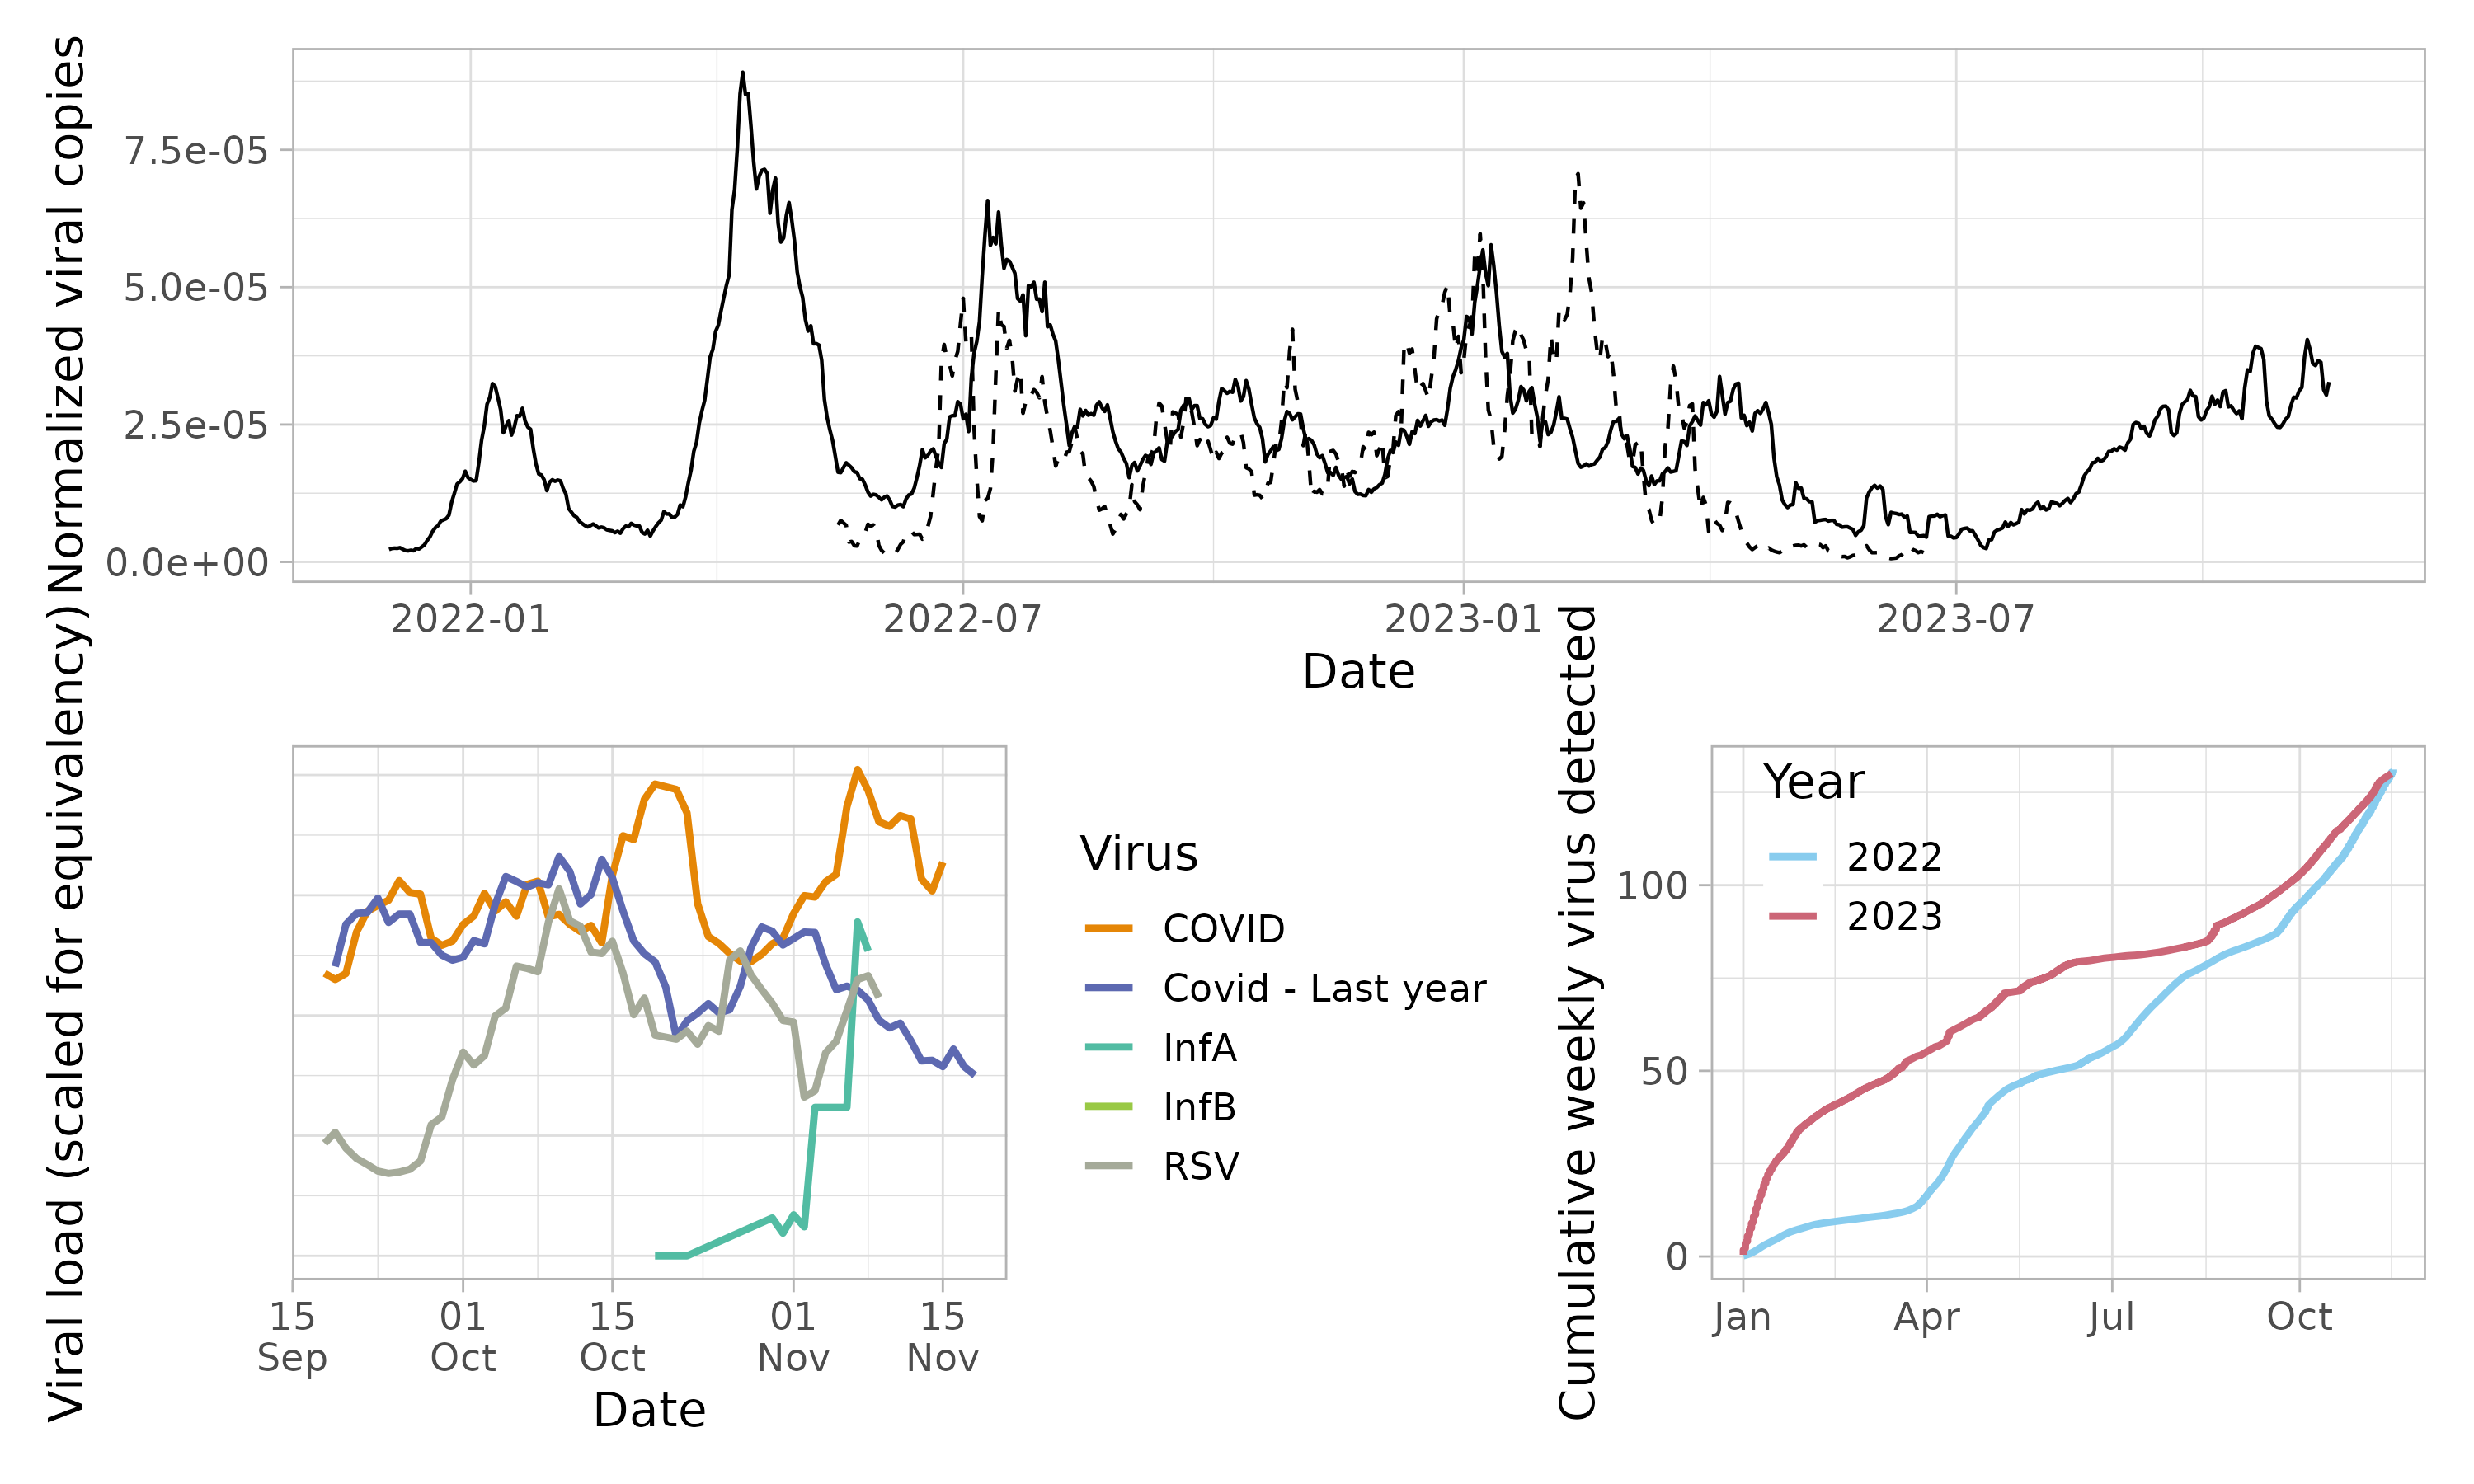 Normalized viral copies
7.5e-05
5.0e-05
2.5e-05
0.0e+00
2022-01
2022-07
2023-01
2023-07
Date
Viral load (scaled for equivalency)
15
Sep
01
Oct
15
Oct
01
Nov
15
Nov
Date
Virus
COVID
Covid - Last year
InfA
InfB
RSV
Cumulative weekly virus detected
100
50
0
Year
2022
2023
Jan
Apr
Jul
Oct